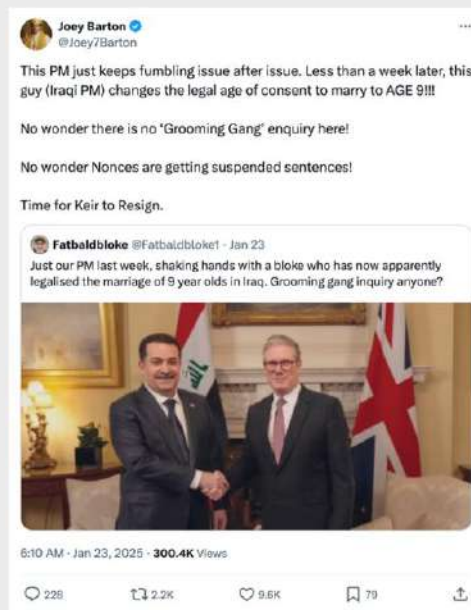 Joey Barton
@Joey7Barton
This PM just keeps fumbling issue after issue. Less than a week later, this
guy (Iraqi PM) changes the legal age of consent to marry to AGE 9!!!
No wonder there is no 'Grooming Gang' enquiry here!
No wonder Nonces are getting suspended sentences!
Time for Keir to Resign.
Fatbaldbloke @Fatbaldbloke1 · Jan 23
Just our PM last week, shaking hands with a bloke who has now apparently
legalised the marriage of 9 year olds in Iraq. Grooming gang inquiry anyone?
6:10 AM · Jan 23, 2025 · 300.4K Views
228 2.2K 9.6K 79